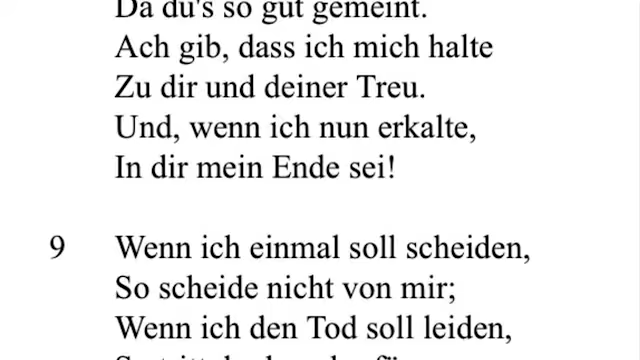 Da du's so gut gemeint.
Ach gib, dass ich mich halte
Zu dir und deiner Treu.
Und, wenn ich nun erkalte,
In dir mein Ende sei!
9 Wenn ich einmal soll scheiden,
So scheide nicht von mir;
Wenn ich den Tod soll leiden,